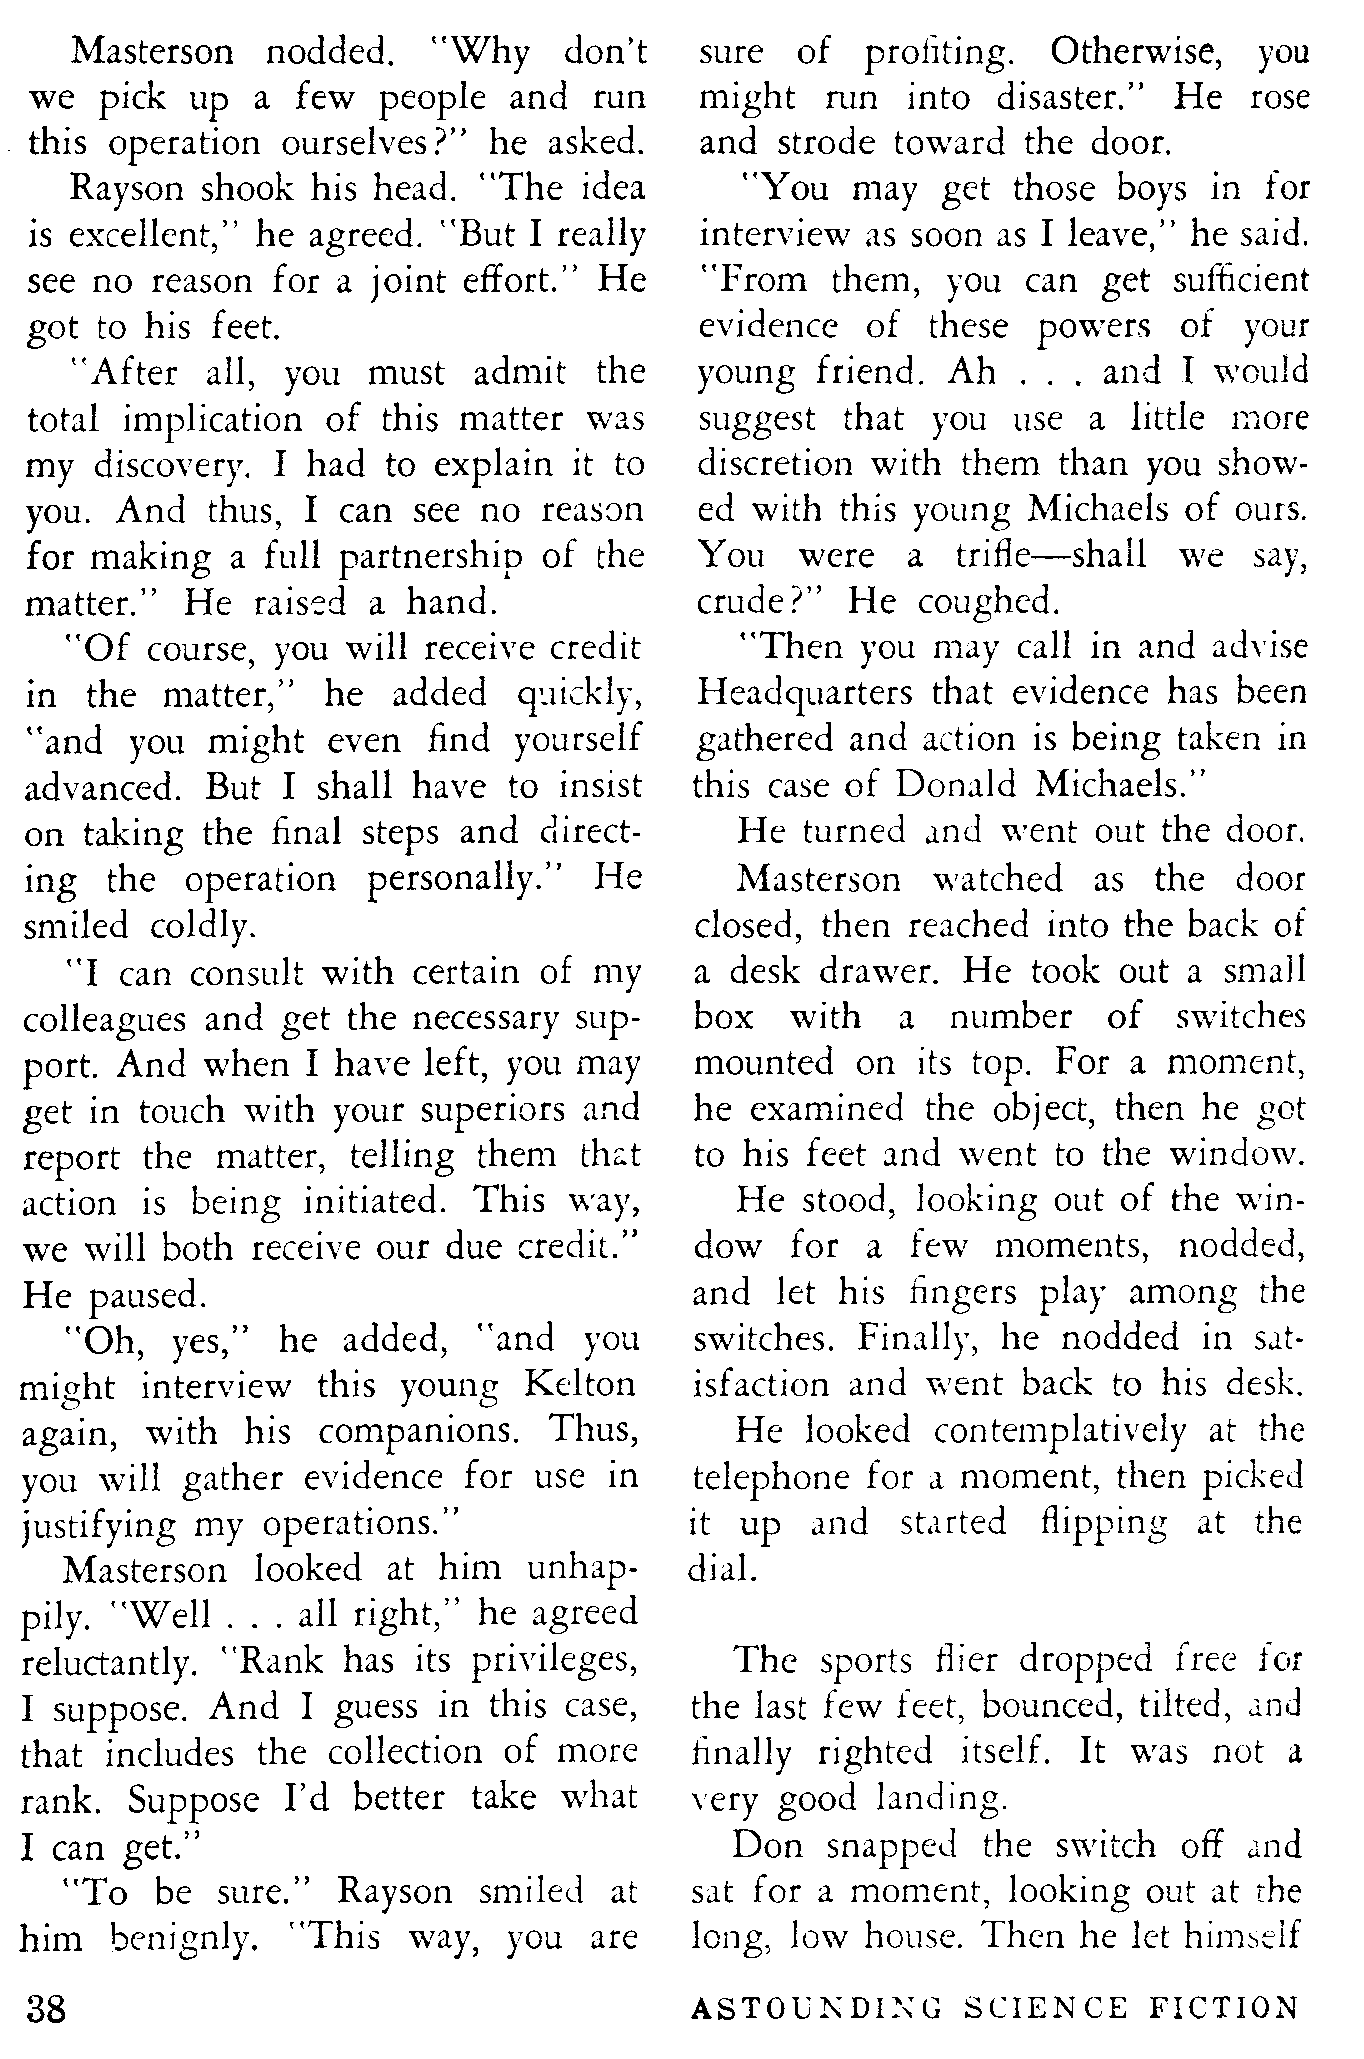 Masterson nodded. "Why don't
we pick up a few people and run
this operation ourselves?" he asked.
Rayson shook his head. "The idea
is excellent," he agreed. "But I really
see no reason for a joint effort." He
got to his feet.
"After all, you must admit the
total implication of this matter was
my discovery. I had to explain it to
you. And thus, I can see no reason
for making a full partnership of the
matter." He raised a hand.
"Of course, you will receive credit
in the matter," he added quickly,
"and you might even find yourself
advanced. But I shall have to insist
on taking the final steps and direct-
ing the operation personally." He
smiled coldly.
"I can consult with certain of my
colleagues and get the necessary sup-
port. And when I have left, you may
get in touch with your superiors and
report the matter, telling them that
action is being initiated. This way,
we will both receive our due credit."
He paused.
"Oh, yes," he added, "and you
might interview this young Kelton
again, with his companions. Thus,
you will gather evidence for use in
justifying my operations."
Masterson looked at him unhap-
pily. "Well . . . all right," he agreed
reluctantly. "Rank has its privileges,
I suppose. And I guess in this case,
that includes the collection of more
rank. Suppose I'd better take what
I can get."
"To be sure." Rayson smiled at
him benignly. "This way, you are
sure of profiting. Otherwise, you
might run into disaster." He rose
and strode toward the door.
"You may get those boys in for
interview as soon as I leave," he said.
"From them, you can get sufficient
evidence of these powers of your
young friend. Ah . . . and I would
suggest that you use a little more
discretion with them than you show-
ed with this young Michaels of ours.
You were a trifle—shall we say,
crude?" He coughed.
"Then you may call in and advise
Headquarters that evidence has been
gathered and action is being taken in
this case of Donald Michaels."
He turned and went out the door.
Masterson watched as the door
closed, then reached into the back of
a desk drawer. He took out a small
box with a number of switches
mounted on its top. For a moment,
he examined the object, then he got
to his feet and went to the window.
He stood, looking out of the win-
dow for a few moments, nodded,
and let his fingers play among the
switches. Finally, he nodded in sat-
isfaction and went back to his desk.
He looked contemplatively at the
telephone for a moment, then picked
it up and started flipping at the
dial.
The sports flier dropped free for
the last few feet, bounced, tilted, and
finally righted itself. It was not a
very good landing.
Don snapped the switch off and
sat for a moment, looking out at the
long, low house. Then he let himself
38
ASTOUNDING SCIENCE FICTION